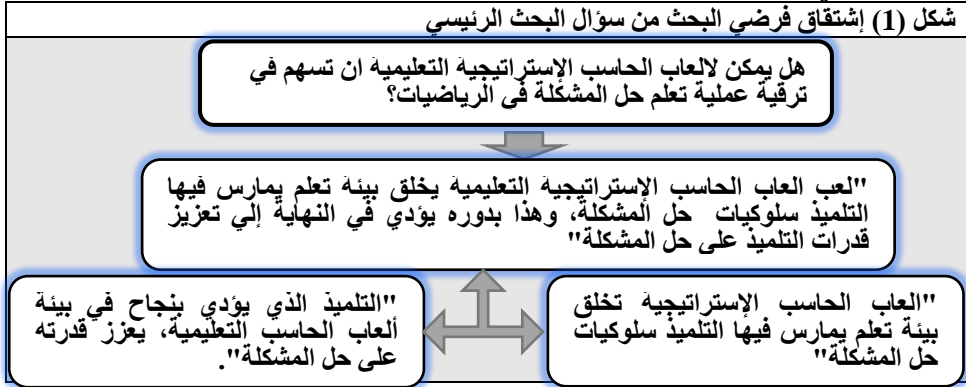 شكل (1) إشتقاق فرضي البحث من سؤال البحث الرئيسي
هل يمكن لالعاب الحاسب الإستراتيجية التعليمية ان تسهم في
ترقية عملية تعلم حل المشكلة في الرياضيات؟
"لعب العاب الحاسب الإستراتيجية التعليمية يخلق بيئة تعلم يمارس فيها
التلميذ سلوكيات حل المشكلة، وهذا بدوره يؤدي في النهاية إلي تعزيز
قدرات التلميذ على حل المشكلة"
"العاب الحاسب الإستراتيجية تخلق
بيئة تعلم يمارس فيها التلميذ سلوكيات
حل المشكلة"
"التلميذ الذي يؤدي بنجاح في بيئة
ألعاب الحاسب التعليمية، يعزز قدرته
على حل المشكلة".